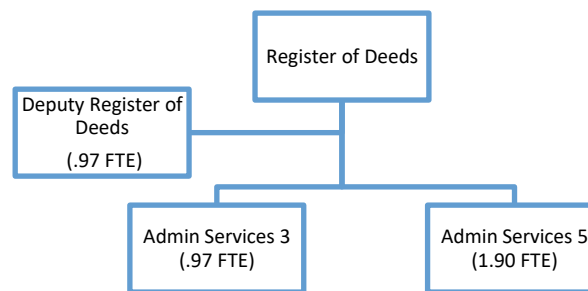 Register of Deeds
Deputy Register of
Deeds
(.97 FTE)
Admin Services 3
(.97 FTE)
Admin Services 5
(1.90 FTE)